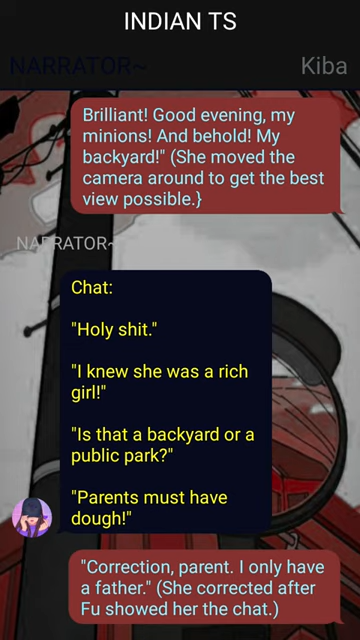 INDIAN TS
NARRATOR~
Kiba
Brilliant! Good evening, my
minions! And behold! My
backyard!" (She moved the
camera around to get the best
view possible.}
NARRATOR~
Chat:
"Holy shit."
"I knew she was a rich
girl!"
"Is that a backyard or a
public park?"
"Parents must have
dough!"
"Correction, parent. I only have
a father." (She corrected after
Fu showed her the chat.)